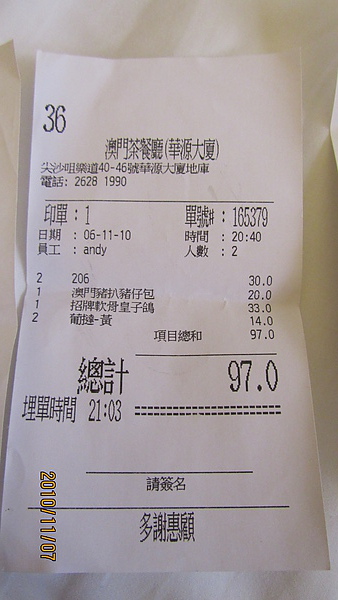 36
澳門茶餐廳(華源大廈)
尖沙咀樂道40-46號華源大廈地庫
電話: 2628 1990
印單 : 1 單號#: 165379
日期 : 06-11-10 時間 : 20:40
員工 : andy 人數 : 2
2 206 30.0
1 澳門豬扒豬仔包 20.0
1 招牌軟骨皇子鴿 33.0
2 葡撻-黃 14.0
項目總和 97.0
總計 97.0
埋單時間 21:03 ==================
請簽名
多謝惠顧
2010/11/07